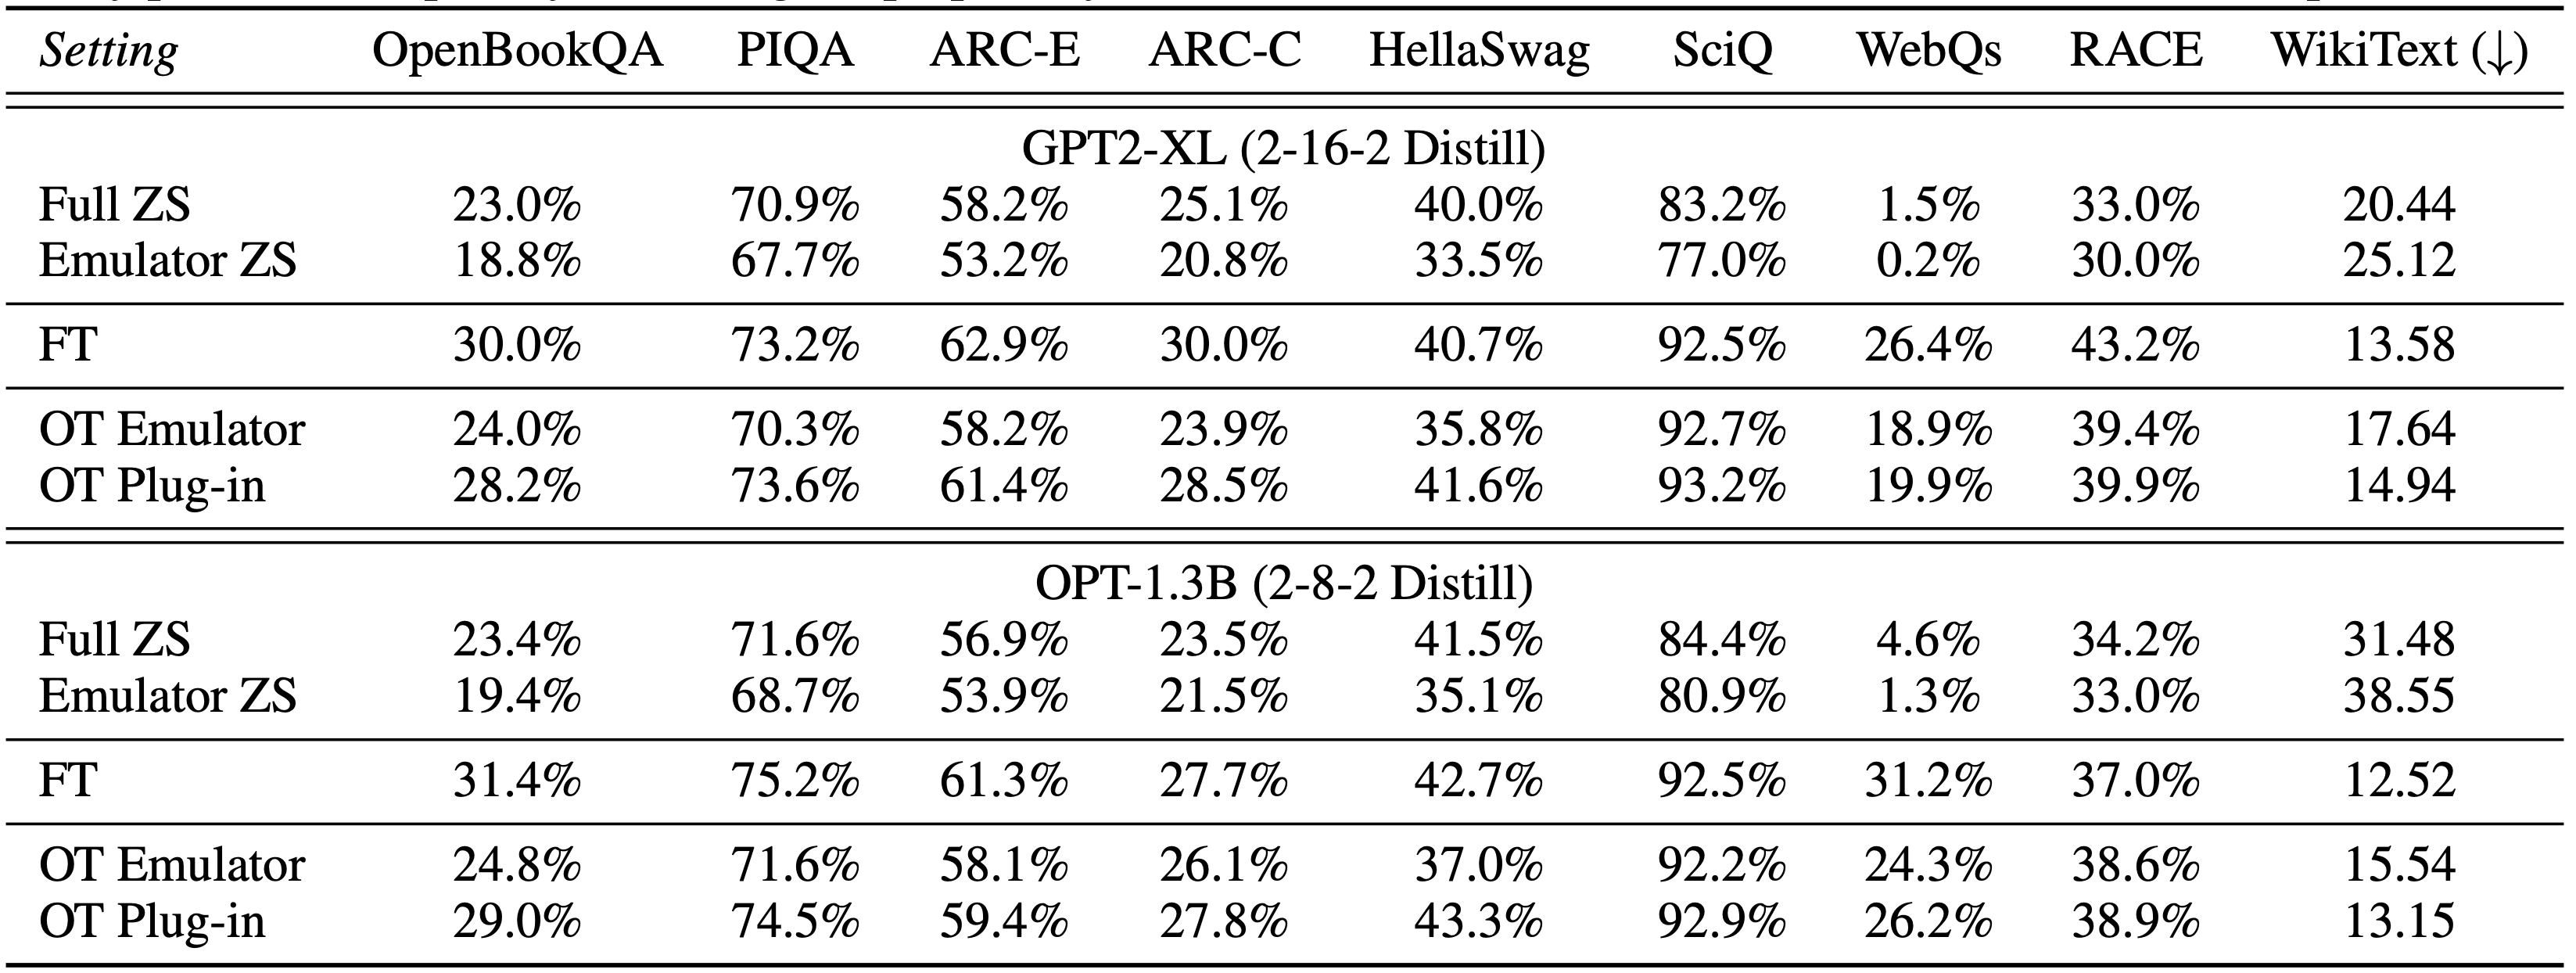 Setting OpenBookQA PIQA ARC-E ARC-C HellaSwag SciQ WebQs RACE WikiText (↓)
GPT2-XL (2-16-2 Distill)
Full ZS 23.0% 70.9% 58.2% 25.1% 40.0% 83.2% 1.5% 33.0% 20.44
Emulator ZS 18.8% 67.7% 53.2% 20.8% 33.5% 77.0% 0.2% 30.0% 25.12
FT 30.0% 73.2% 62.9% 30.0% 40.7% 92.5% 26.4% 43.2% 13.58
OT Emulator 24.0% 70.3% 58.2% 23.9% 35.8% 92.7% 18.9% 39.4% 17.64
OT Plug-in 28.2% 73.6% 61.4% 28.5% 41.6% 93.2% 19.9% 39.9% 14.94
OPT-1.3B (2-8-2 Distill)
Full ZS 23.4% 71.6% 56.9% 23.5% 41.5% 84.4% 4.6% 34.2% 31.48
Emulator ZS 19.4% 68.7% 53.9% 21.5% 35.1% 80.9% 1.3% 33.0% 38.55
FT 31.4% 75.2% 61.3% 27.7% 42.7% 92.5% 31.2% 37.0% 12.52
OT Emulator 24.8% 71.6% 58.1% 26.1% 37.0% 92.2% 24.3% 38.6% 15.54
OT Plug-in 29.0% 74.5% 59.4% 27.8% 43.3% 92.9% 26.2% 38.9% 13.15